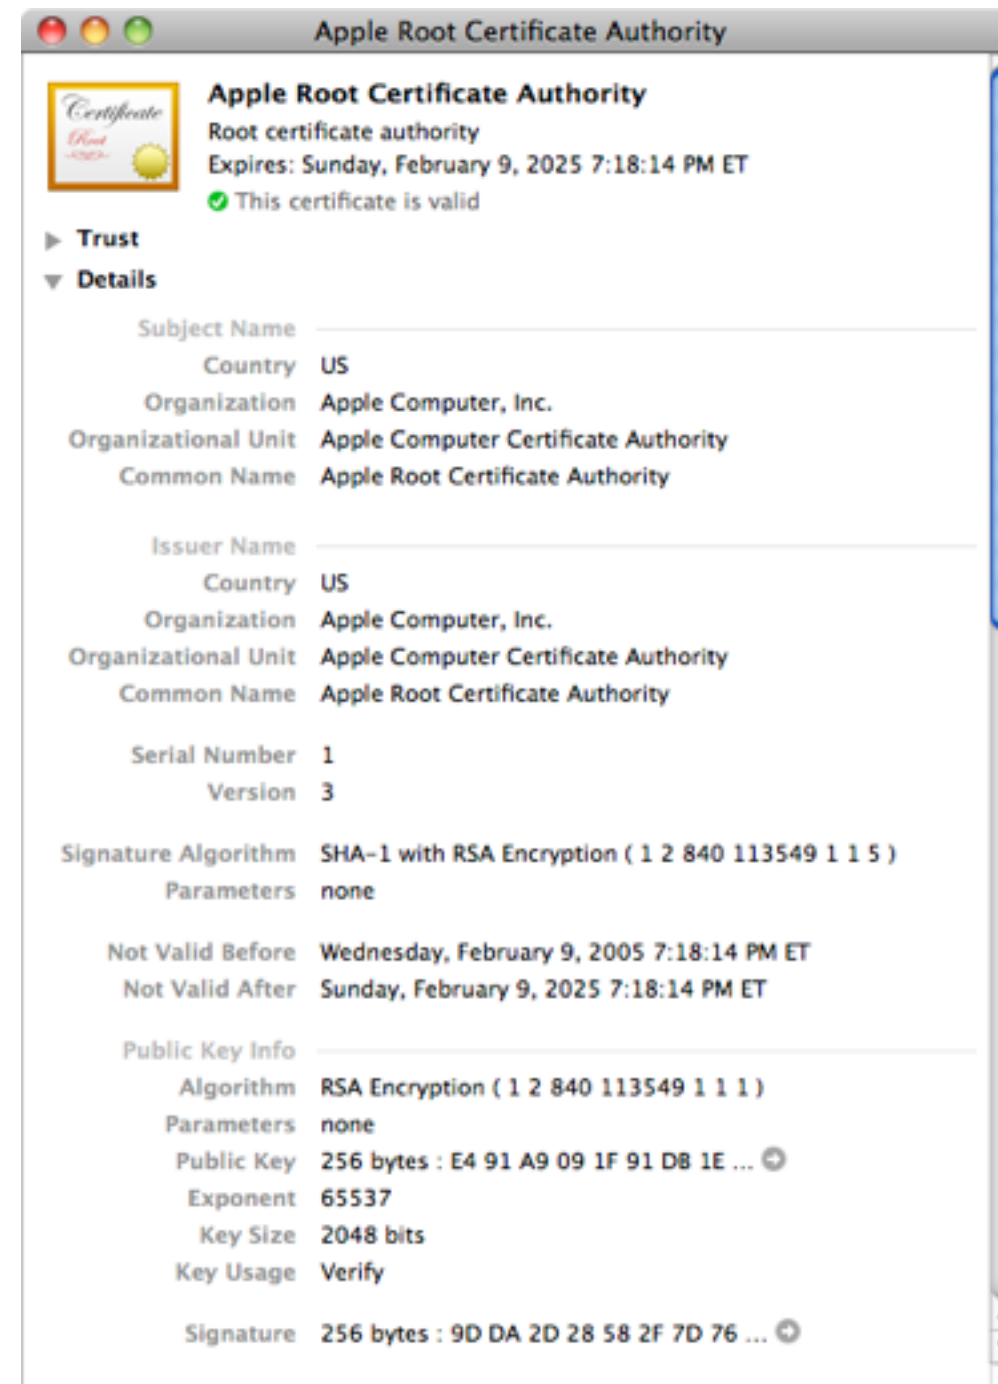 Apple Root Certificate Authority
Certificate
Root
Apple Root Certificate Authority
Root certificate authority
Expires: Sunday, February 9, 2025 7:18:14 PM ET
This certificate is valid
Trust
Details
Subject Name
Country US
Organization Apple Computer, Inc.
Organizational Unit Apple Computer Certificate Authority
Common Name Apple Root Certificate Authority
Issuer Name
Country US
Organization Apple Computer, Inc.
Organizational Unit Apple Computer Certificate Authority
Common Name Apple Root Certificate Authority
Serial Number 1
Version 3
Signature Algorithm SHA-1 with RSA Encryption ( 1 2 840 113549 1 1 5 )
Parameters none
Not Valid Before Wednesday, February 9, 2005 7:18:14 PM ET
Not Valid After Sunday, February 9, 2025 7:18:14 PM ET
Public Key Info
Algorithm RSA Encryption ( 1 2 840 113549 1 1 1 )
Parameters none
Public Key 256 bytes : E4 91 A9 09 1F 91 DB 1E ...
Exponent 65537
Key Size 2048 bits
Key Usage Verify
Signature 256 bytes : 9D DA 2D 28 58 2F 7D 76 ...